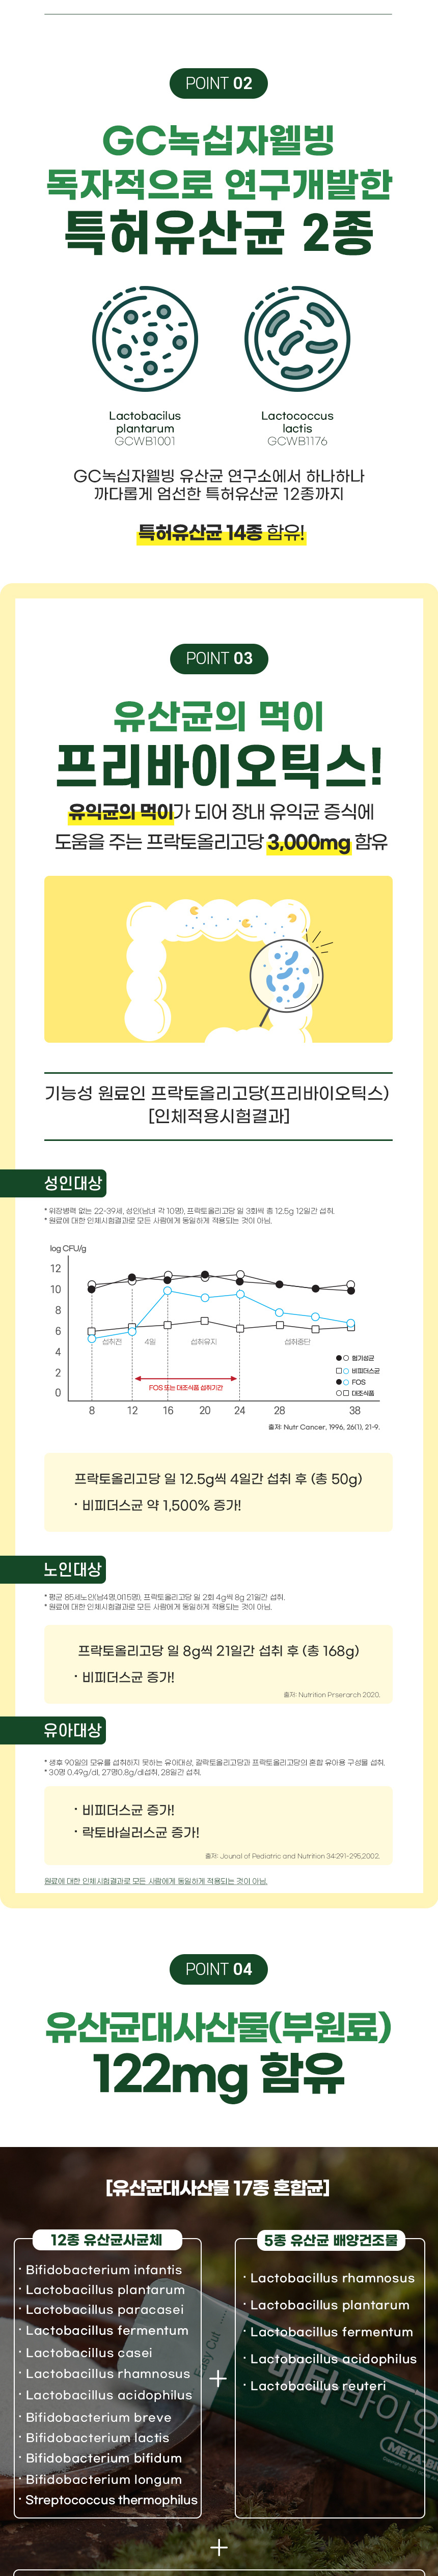 POINT 02
GC녹십자웰빙
독자적으로 연구개발한
특허유산균 2종
Lactobacilus
plantarum
GCWB1001
Lactococcus
lactis
GCWB1176
GC녹십자웰빙 유산균 연구소에서 하나하나
까다롭게 엄선한 특허유산균 12종까지
특허유산균 14종 함유!
POINT 03
유산균의 먹이
프리바이오틱스!
유익균의 먹이가 되어 장내 유익균 증식에
도움을 주는 프락토올리고당 3,000mg 함유
기능성 원료인 프락토올리고당(프리바이오틱스)
[인체적용시험결과]
성인대상
* 위장병력 없는 22-39세, 성인(남녀 각 10명), 프락토올리고당 일 3회씩 총 12.5g 12일간 섭취.
* 원료에 대한 인체시험결과로 모든 사람에게 동일하게 적용되는 것이 아님.
log CFU/g
12
10
8
6
4
2
0
섭취전
4일
섭취유지
섭취중단
FOS 또는 대조식품 섭취기간
혐기성균
비피더스균
FOS
대조식품
8 12 16 20 24 28 38
출처: Nutr Cancer, 1996, 26(1), 21-9.
프락토올리고당 일 12.5g씩 4일간 섭취 후 (총 50g)
· 비피더스균 약 1,500% 증가!
노인대상
* 평균 85세노인(남4명,여15명), 프락토올리고당 일 2회 4g씩 8g 21일간 섭취.
* 원료에 대한 인체시험결과로 모든 사람에게 동일하게 적용되는 것이 아님.
프락토올리고당 일 8g씩 21일간 섭취 후 (총 168g)
· 비피더스균 증가!
출처: Nutrition Prserarch 2020.
유아대상
* 생후 90일의 모유를 섭취하지 못하는 유아대상, 갈락토올리고당과 프락토올리고당의 혼합 유아용 구성물 섭취.
* 30명 0.49g/dl, 27명0.8g/dl섭취, 28일간 섭취.
· 비피더스균 증가!
· 락토바실러스균 증가!
출처: Jounal of Pediatric and Nutrition 34:291-295,2002.
원료에 대한 인체시험결과로 모든 사람에게 동일하게 적용되는 것이 아님.
POINT 04
유산균대사산물(부원료)
122mg 함유
[유산균대사산물 17종 혼합균]
12종 유산균사균체
· Bifidobacterium infantis
· Lactobacillus plantarum
· Lactobacillus paracasei
· Lactobacillus fermentum
· Lactobacillus casei
· Lactobacillus rhamnosus
· Lactobacillus acidophilus
· Bifidobacterium breve
· Bifidobacterium lactis
· Bifidobacterium bifidum
· Bifidobacterium longum
· Streptococcus thermophilus
+
5종 유산균 배양건조물
· Lactobacillus rhamnosus
· Lactobacillus plantarum
· Lactobacillus fermentum
· Lactobacillus acidophilus
· Lactobacillus reuteri
Easy Cut
메타바이오
META-BI
+